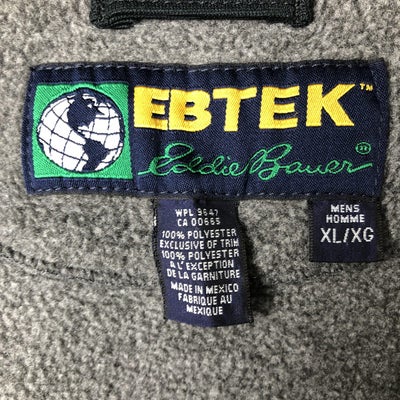 EBTEK™
Eddie Bauer®
WPL 9647
CA 00665
100% POLYESTER
EXCLUSIVE OF TRIM
100% POLYESTER
A L'EXCEPTION
DE LA GARNITURE
MADE IN MEXICO
FABRIQUE AU
MEXIQUE
MENS
HOMME
XL/XG